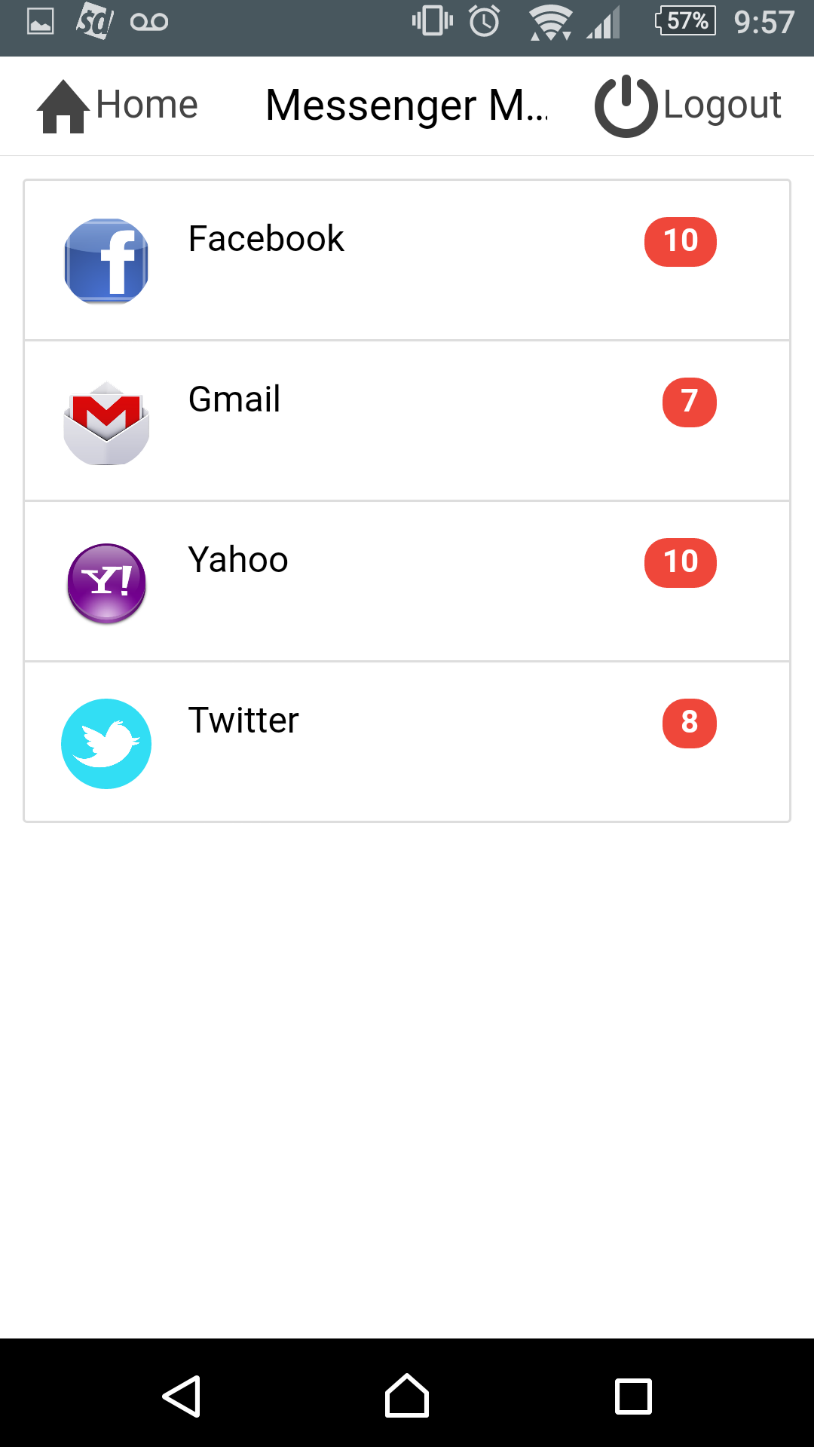 57% 9:57
Home Messenger M... Logout
Facebook 10
Gmail 7
Yahoo 10
Twitter 8